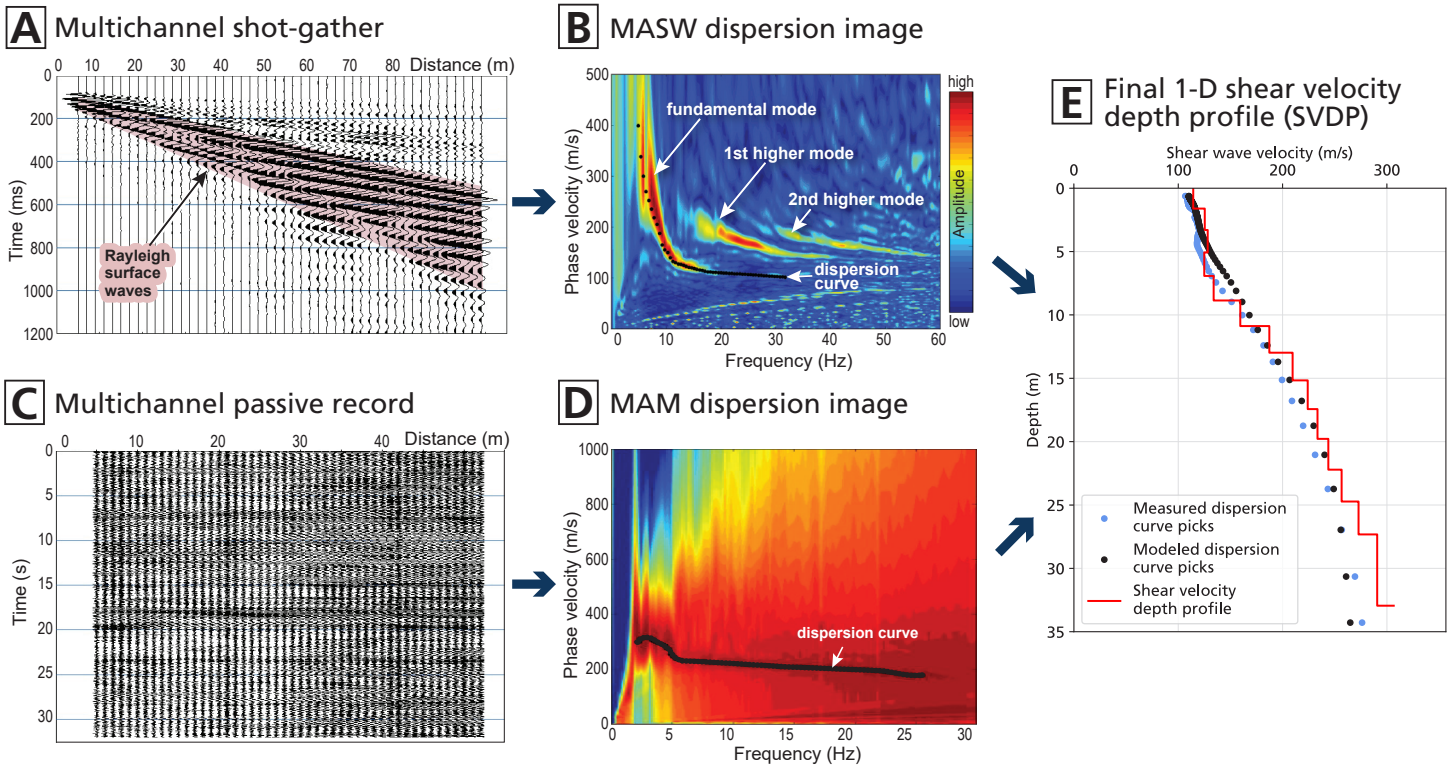 A Multichannel shot-gather
Distance (m)
0 10 20 30 40 50 60 70 80
0
200
400
600
800
1000
1200
Time (ms)
Rayleigh
surface
waves
B MASW dispersion image
500
400
300
200
100
0
Phase velocity (m/s)
fundamental mode
1st higher mode
2nd higher mode
dispersion
curve
0 10 20 30 40 50 60
Frequency (Hz)
high
Amplitude
low
C Multichannel passive record
0 10 20 30 40 Distance (m)
0
5
10
15
20
25
30
Time (s)
D MAM dispersion image
1000
800
600
400
200
0
Phase velocity (m/s)
dispersion curve
0 5 10 15 20 25 30
Frequency (Hz)
E Final 1-D shear velocity
depth profile (SVDP)
Shear wave velocity (m/s)
0 100 200 300
0
5
10
15
20
25
30
35
Depth (m)
Measured dispersion
curve picks
Modeled dispersion
curve picks
Shear velocity
depth profile